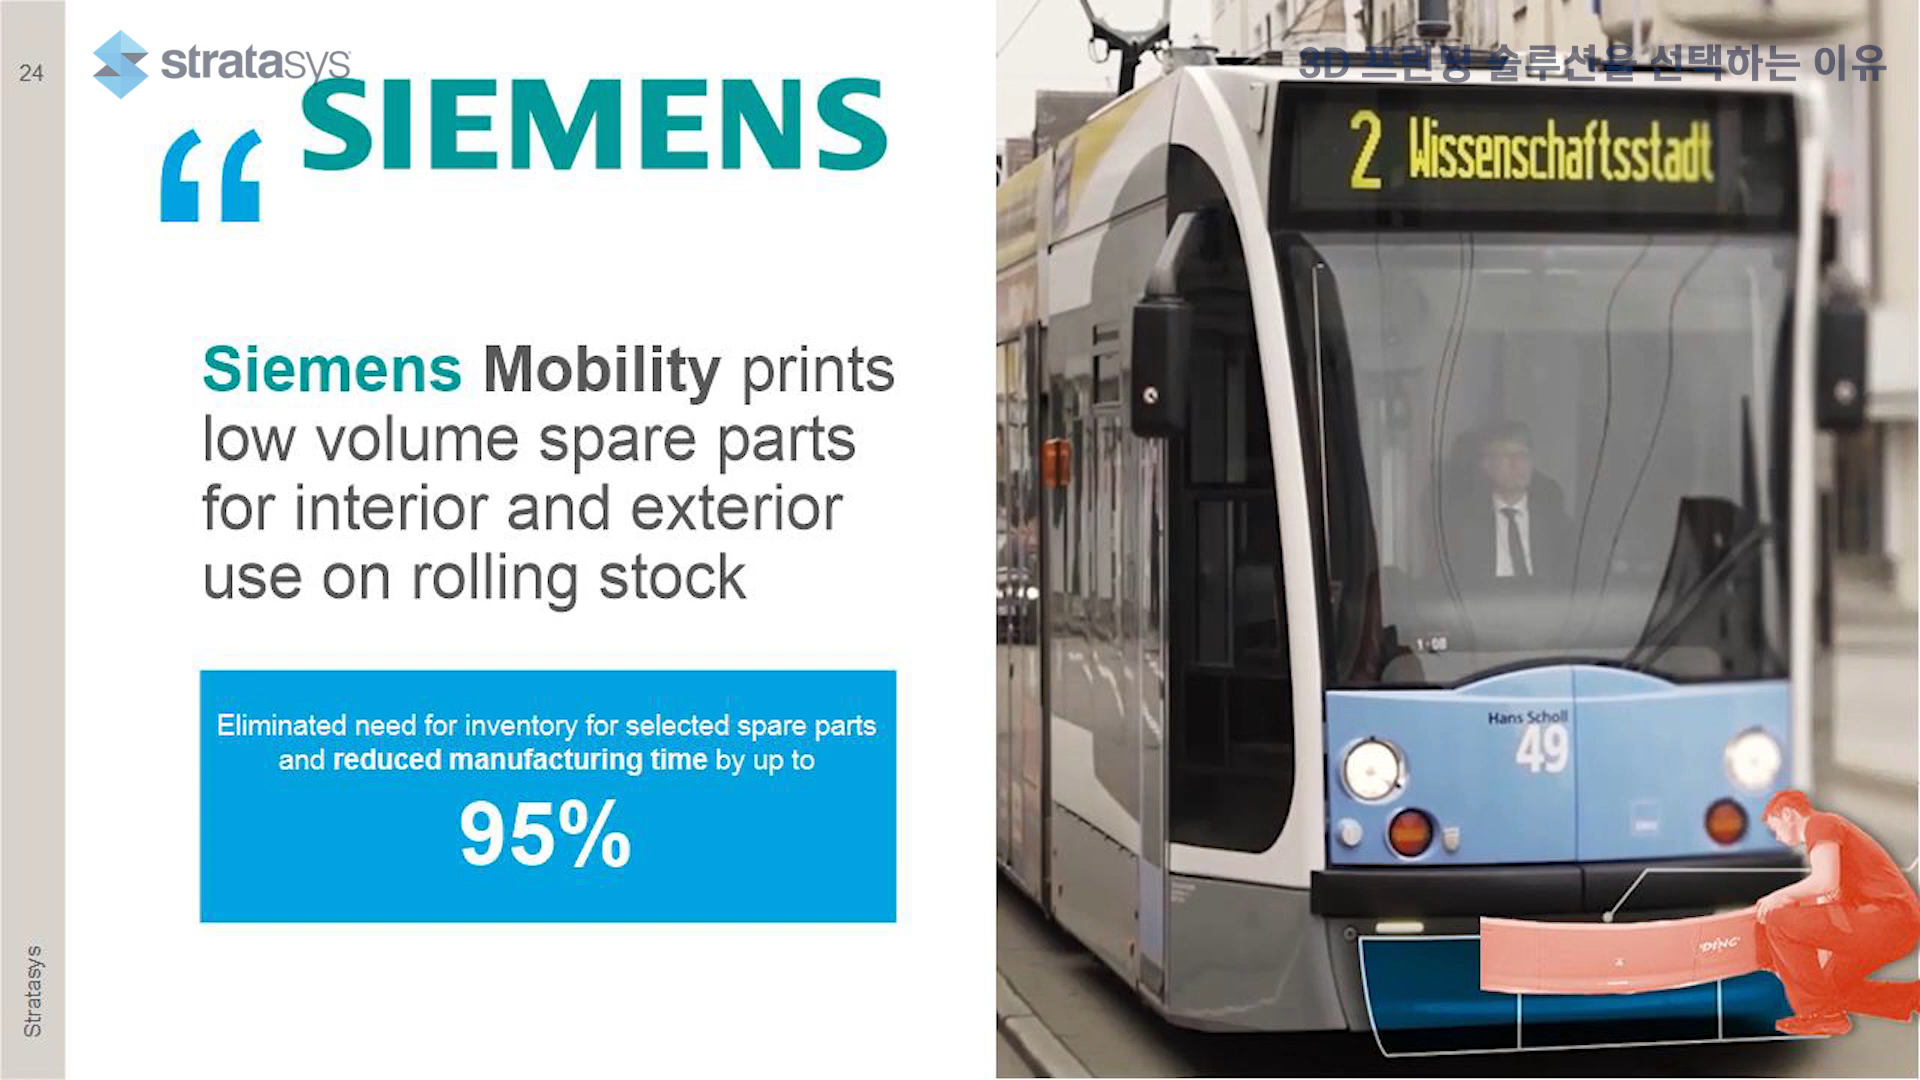 24
stratasys
SIEMENS
3D 프린팅 솔루션을 선택하는 이유
“
Siemens Mobility prints
low volume spare parts
for interior and exterior
use on rolling stock
Eliminated need for inventory for selected spare parts
and reduced manufacturing time by up to
95%
Stratasys
2 Wissenschaftsstadt
Hans Scholl
49
DING